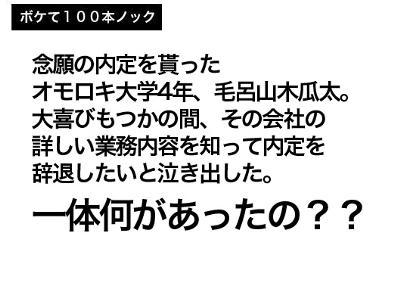 ボケて１００本ノック
念願の内定を貰った
オモロキ大学4年、毛呂山木瓜太。
大喜びもつかの間、その会社の
詳しい業務内容を知って内定を
辞退したいと泣き出した。
一体何があったの？？